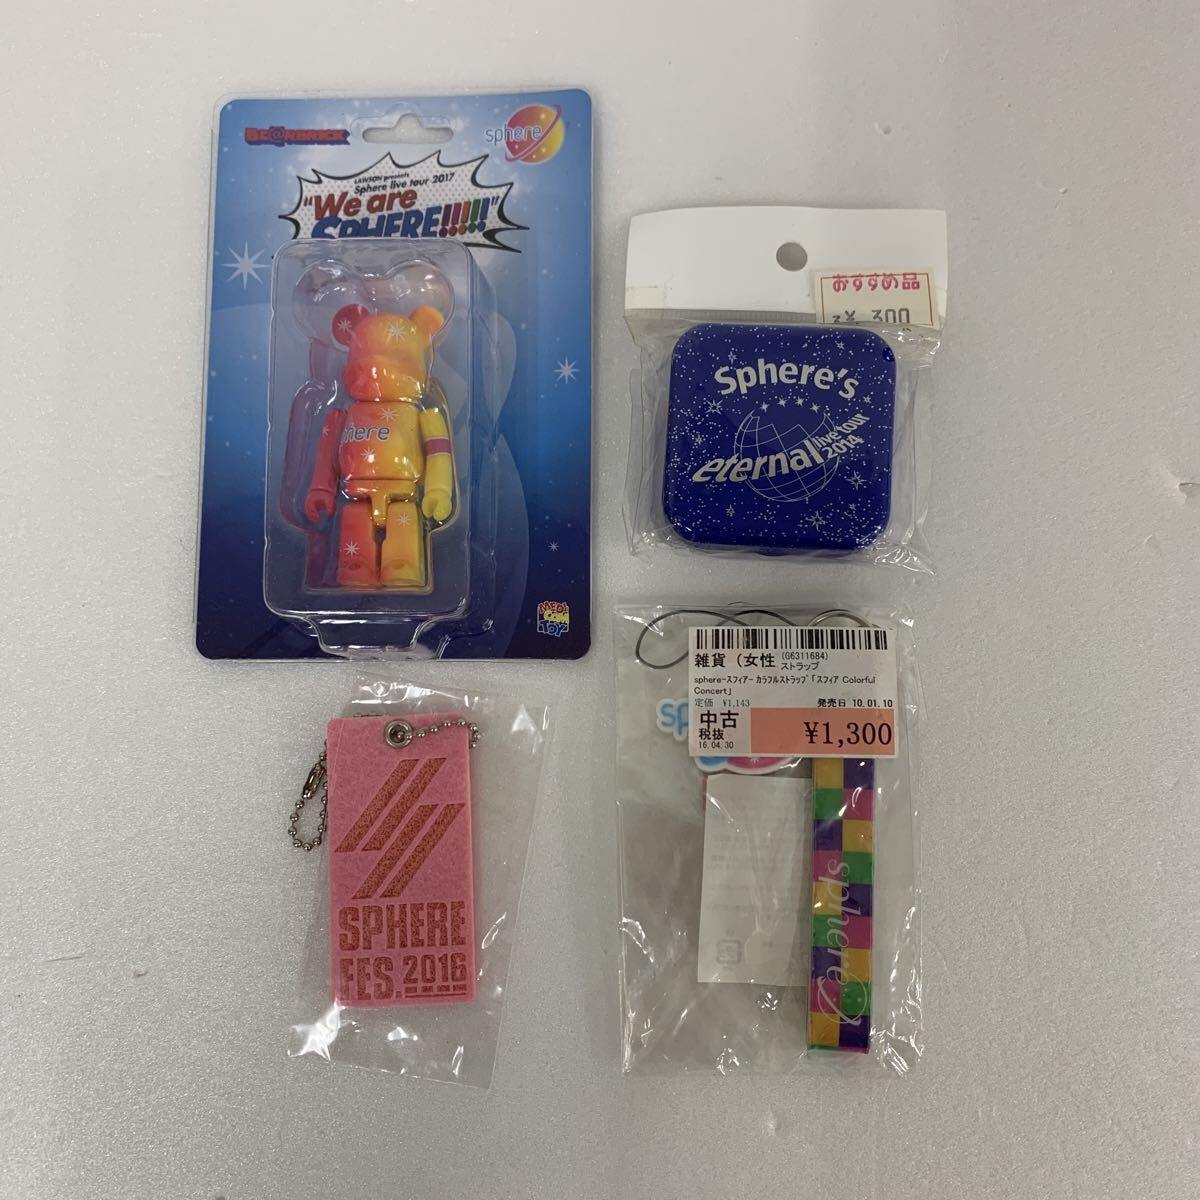 BE@RBRICK
sphere
LAWSON presents
Sphere live tour 2017
"We are
SPHERE!!!!!"
sphere
MEDI
COM
TOY
おすすめ品
Sphere's
eternal
live tour
2014
雑貨（女性
(G6311684)
ストラップ
sphere-スフィア- カラフルストラップ「スフィア Colorful
Concert」
定価 ¥1,143
発売日 10.01.10
中古
税抜
16.04.30
¥1,300
sphere
SPHERE
FES.2016